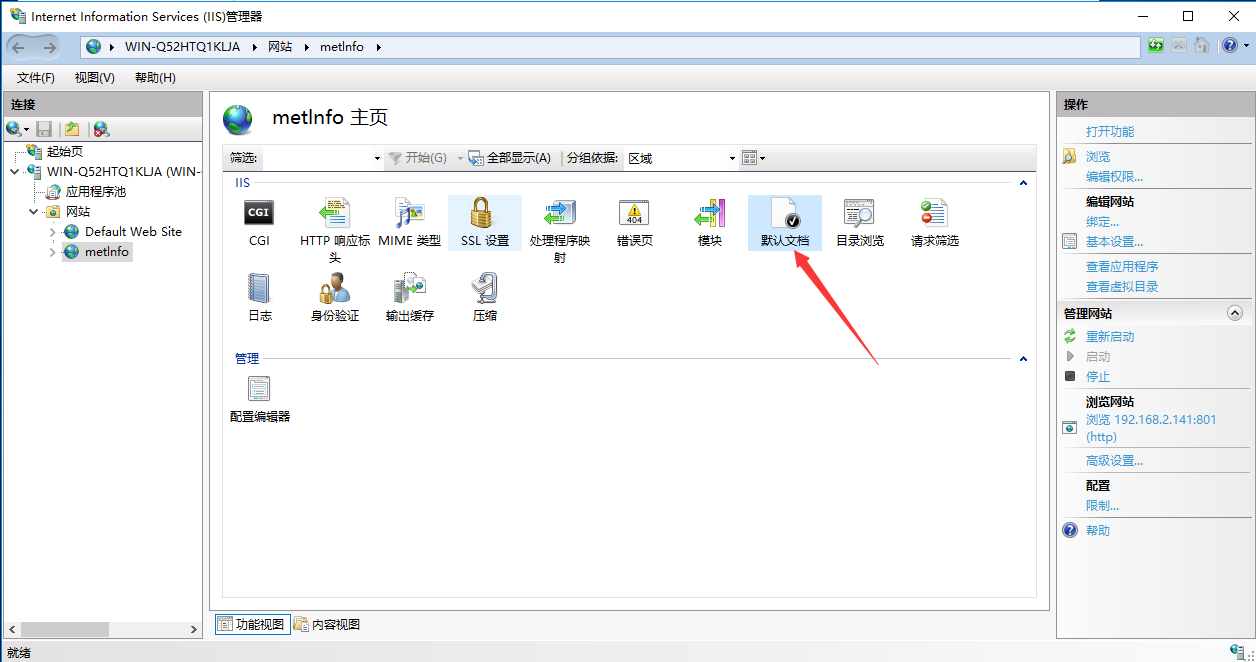 Internet Information Services (IIS)管理器
WIN-Q52HTQ1KLJA
网站
metInfo
文件(F)
视图(V)
帮助(H)
连接
起始页
WIN-Q52HTQ1KLJA (WIN-
应用程序池
网站
Default Web Site
metInfo
metInfo 主页
筛选:
开始(G)
全部显示(A)
分组依据:
区域
IIS
CGI
CGI
HTTP 响应标
头
MIME 类型
SSL 设置
处理程序映
射
404
错误页
模块
默认文档
目录浏览
请求筛选
日志
身份验证
输出缓存
压缩
管理
配置编辑器
功能视图
内容视图
操作
打开功能
浏览
编辑权限...
编辑网站
绑定...
基本设置...
查看应用程序
查看虚拟目录
管理网站
重新启动
启动
停止
浏览网站
浏览 192.168.2.141:801
(http)
高级设置...
配置
限制...
帮助
就绪